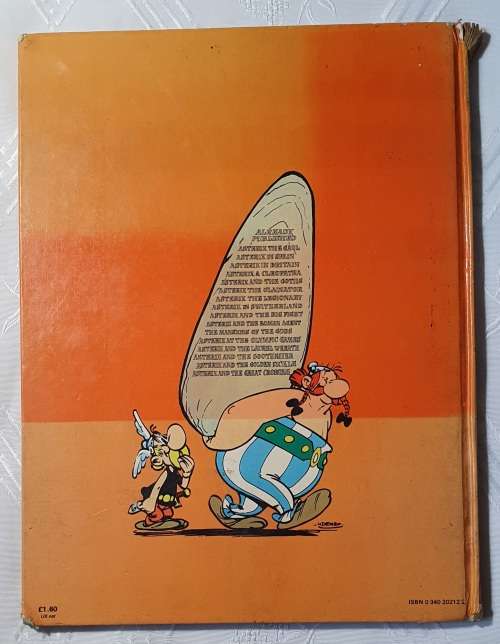 ALREADY
PUBLISHED
ASTERIX THE GAUL
ASTERIX IN SPAIN
ASTERIX IN BRITAIN
ASTERIX & CLEOPATRA
ASTERIX AND THE GOTHS
ASTERIX THE GLADIATOR
ASTERIX THE LEGIONARY
ASTERIX IN SWITZERLAND
ASTERIX AND THE BIG FIGHT
ASTERIX AND THE ROMAN AGENT
THE MANSIONS OF THE GODS
ASTERIX AT THE OLYMPIC GAMES
ASTERIX AND THE LAUREL WREATH
ASTERIX AND THE SOOTHSAYER
ASTERIX AND THE GOLDEN SICKLE
ASTERIX AND THE GREAT CROSSING
UDERZO
£1.60
UK net
ISBN 0 340 20212